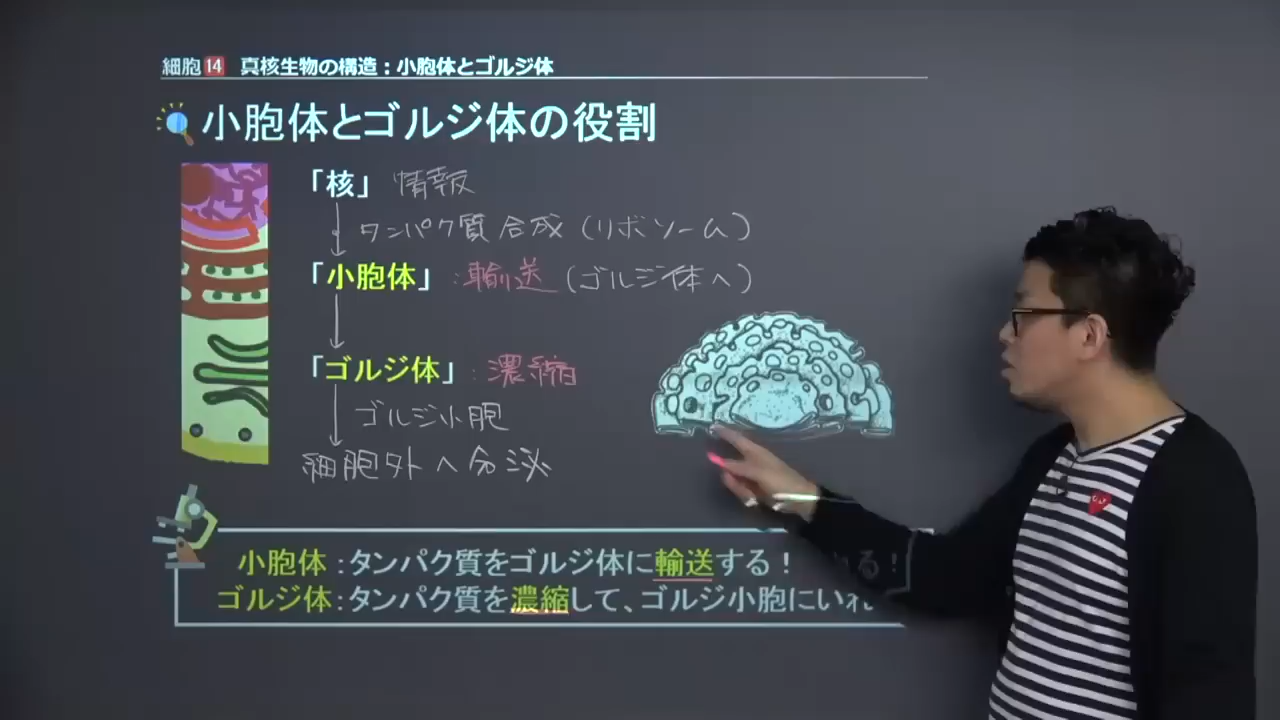 細胞14 真核生物の構造：小胞体とゴルジ体
小胞体とゴルジ体の役割
「核」 情報
タンパク質合成（リボソーム）
「小胞体」：輸送（ゴルジ体へ）
「ゴルジ体」：濃縮
ゴルジ小胞
細胞外へ分泌
小胞体：タンパク質をゴルジ体に輸送する！
ゴルジ体：タンパク質を濃縮して、ゴルジ小胞にいれ
る！